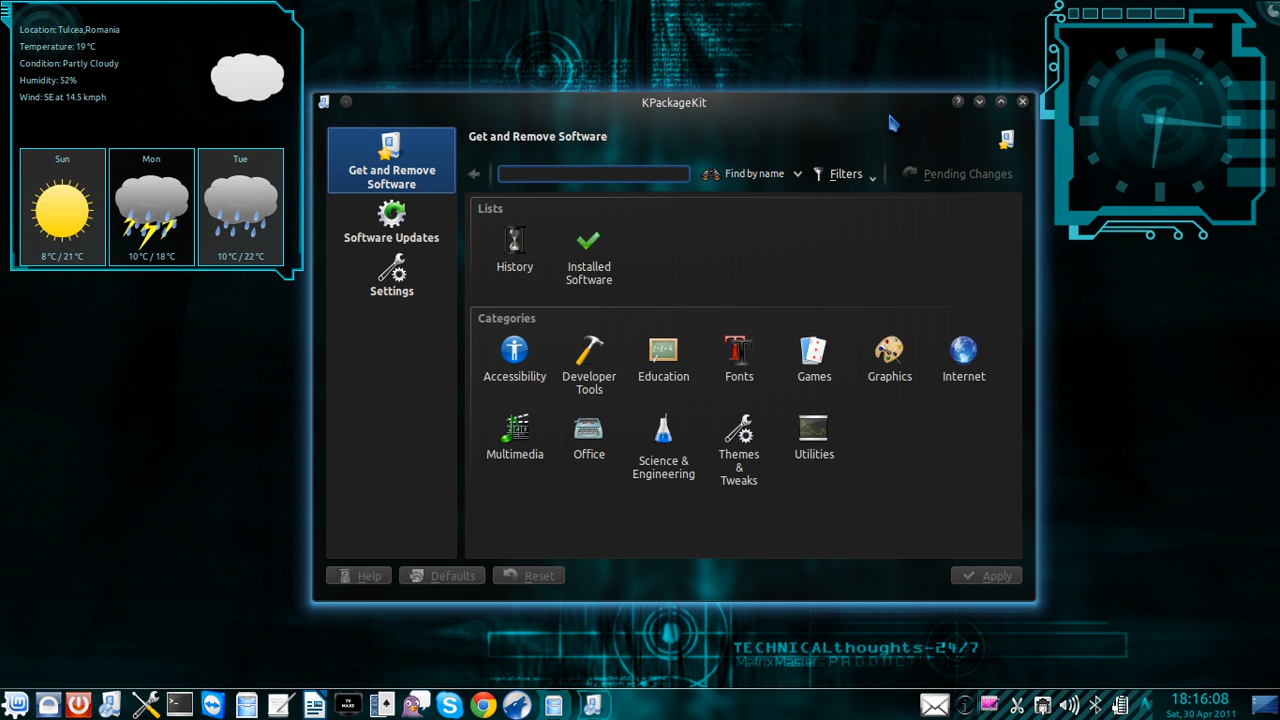 Location: Tulcea,Romania
Temperature: 19 °C
Condition: Partly Cloudy
Humidity: 52%
Wind: SE at 14.5 kmph
Sun
Mon
Tue
8 °C / 21 °C
10 °C / 18 °C
10 °C / 22 °C
KPackageKit
?
Get and Remove
Software
Software Updates
Settings
Get and Remove Software
Find by name
Filters
Pending Changes
Lists
History
Installed
Software
Categories
Accessibility
Developer
Tools
Education
Fonts
Games
Graphics
Internet
Multimedia
Office
Science &
Engineering
Themes
&
Tweaks
Utilities
Help
Defaults
Reset
Apply
TECHNICALthoughts-24/7
MatrixMasters PRODUCTIONS
18:16:08
Sat, 30 Apr 2011